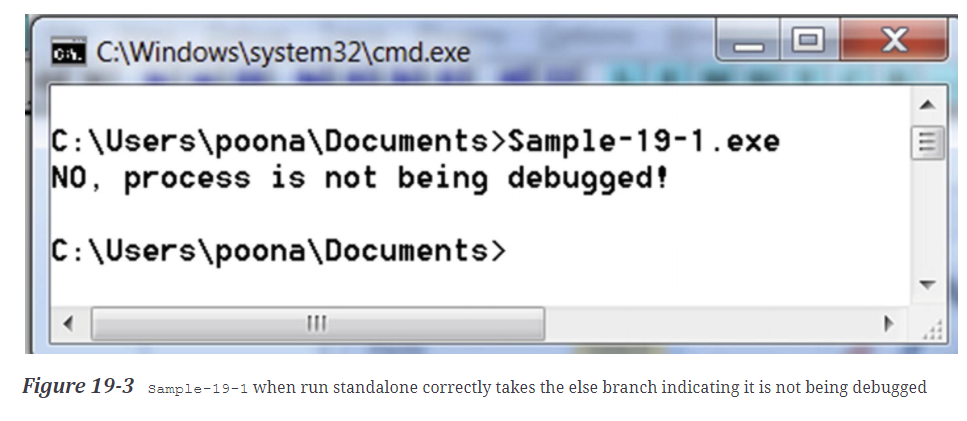 C:\Windows\system32\cmd.exe
C:\Users\poona\Documents>Sample-19-1.exe
NO, process is not being debugged!
C:\Users\poona\Documents>
Figure 19-3 Sample-19-1 when run standalone correctly takes the else branch indicating it is not being debugged